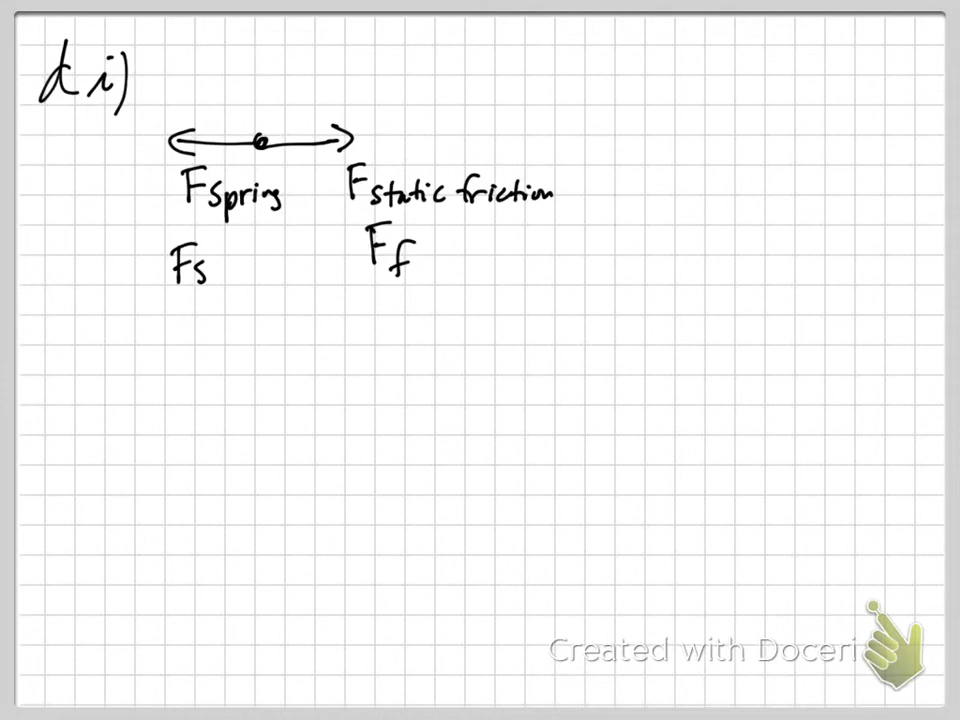 d i)
Fspring Fstatic friction
Fs Ff
Created with Doceri